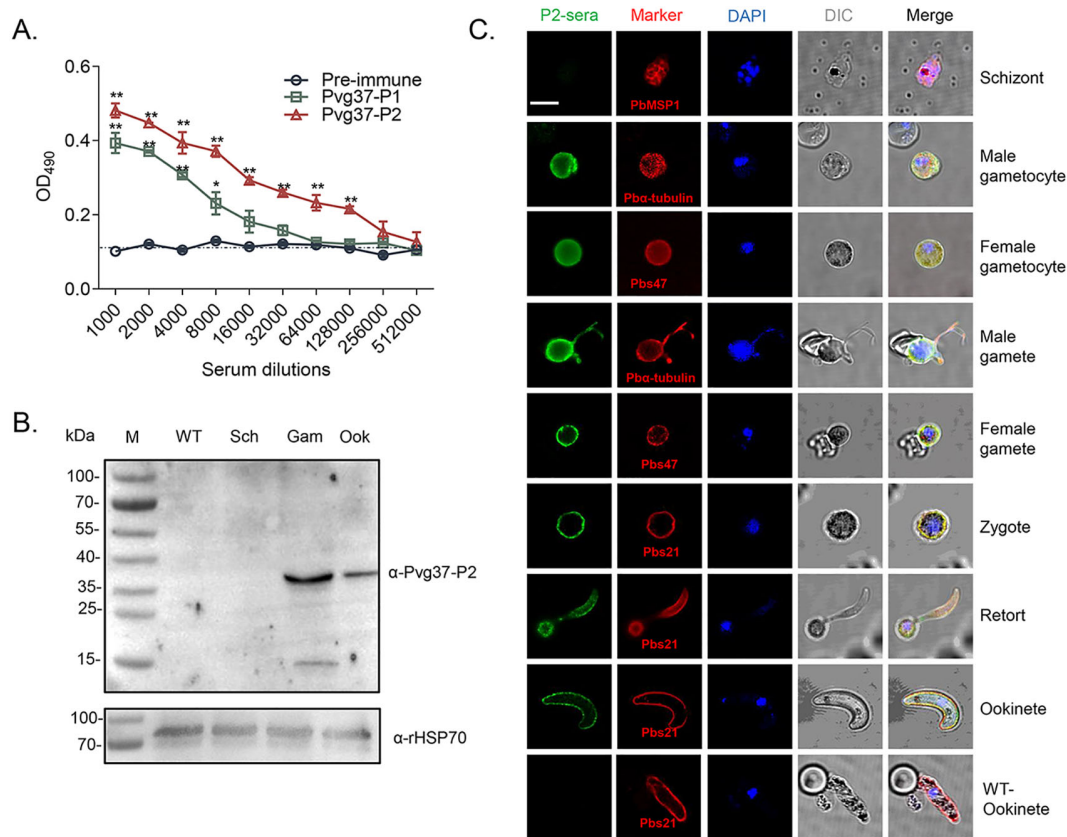 A.
0.6
0.4
0.2
0.0
OD490
Pre-immune
Pvg37-P1
Pvg37-P2
** ** ** ** ** ** ** **
** ** ** *
1000 2000 4000 8000 16000 32000 64000 128000 256000 512000
Serum dilutions
B.
kDa M WT Sch Gam Ook
100-
70-
55-
40-
35-
25-
15-
α-Pvg37-P2
100-
70-
α-rHSP70
C.
P2-sera Marker DAPI DIC Merge
PbMSP1
Schizont
Pbα-tubulin
Male
gametocyte
Pbs47
Female
gametocyte
Pbα-tubulin
Male
gamete
Pbs47
Female
gamete
Pbs21
Zygote
Pbs21
Retort
Pbs21
Ookinete
Pbs21
WT-
Ookinete